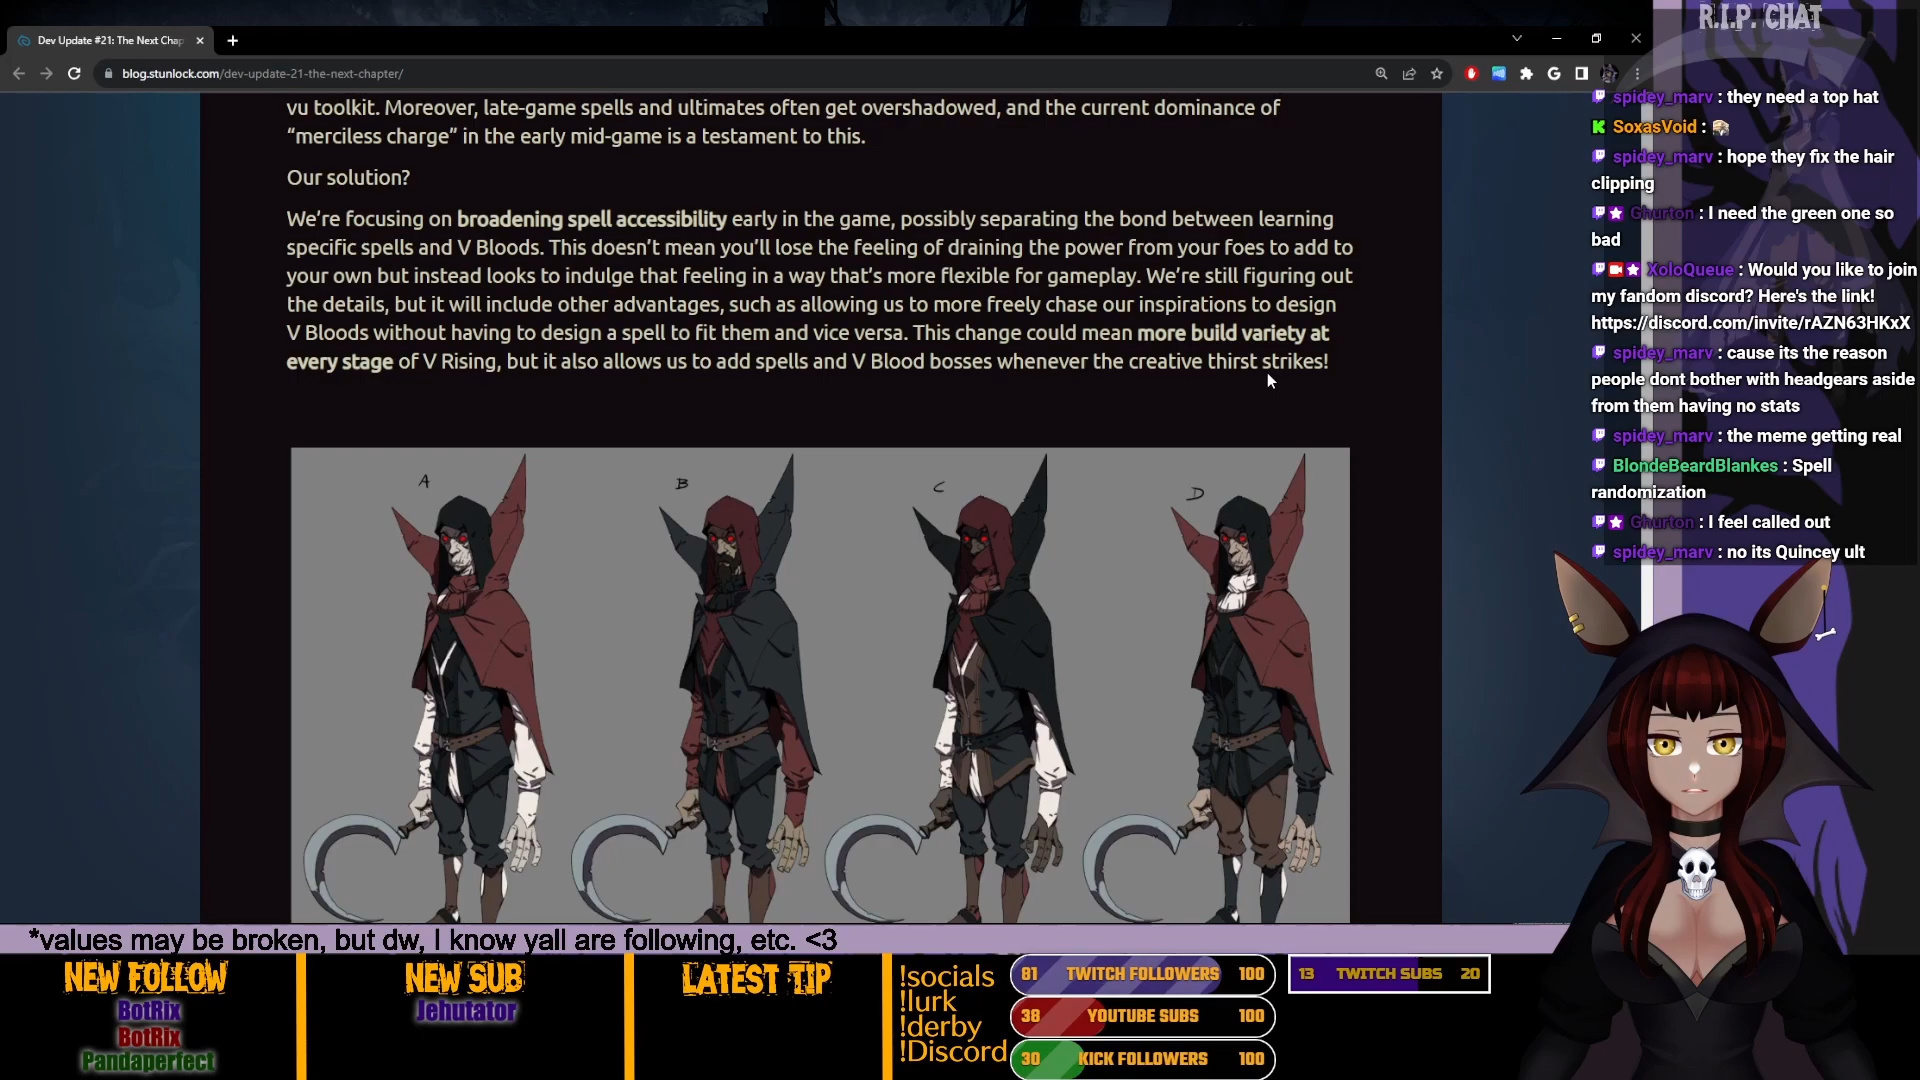 R.I.P. CHAT
Dev Update #21: The Next Chap
blog.stunlock.com/dev-update-21-the-next-chapter/
vu toolkit. Moreover, late-game spells and ultimates often get overshadowed, and the current dominance of
“merciless charge” in the early mid-game is a testament to this.
Our solution?
We’re focusing on broadening spell accessibility early in the game, possibly separating the bond between learning
specific spells and V Bloods. This doesn’t mean you’ll lose the feeling of draining the power from your foes to add to
your own but instead looks to indulge that feeling in a way that’s more flexible for gameplay. We’re still figuring out
the details, but it will include other advantages, such as allowing us to more freely chase our inspirations to design
V Bloods without having to design a spell to fit them and vice versa. This change could mean more build variety at
every stage of V Rising, but it also allows us to add spells and V Blood bosses whenever the creative thirst strikes!
A
B
C
D
spidey_marv : they need a top hat
SoxasVoid :
spidey_marv : hope they fix the hair
clipping
Ghurton : I need the green one so
bad
XoloQueue : Would you like to join
my fandom discord? Here's the link!
https://discord.com/invite/rAZN63HKxX
spidey_marv : cause its the reason
people dont bother with headgears aside
from them having no stats
spidey_marv : the meme getting real
BlondeBeardBlankes : Spell
randomization
Ghurton : I feel called out
spidey_marv : no its Quincey ult
*values may be broken, but dw, I know yall are following, etc. <3
NEW FOLLOW
BotRix
BotRix
Pandaperfect
NEW SUB
Jehutator
LATEST TIP
!socials
!lurk
!derby
!Discord
81 TWITCH FOLLOWERS 100
38 YOUTUBE SUBS 100
30 KICK FOLLOWERS 100
13 TWITCH SUBS 20